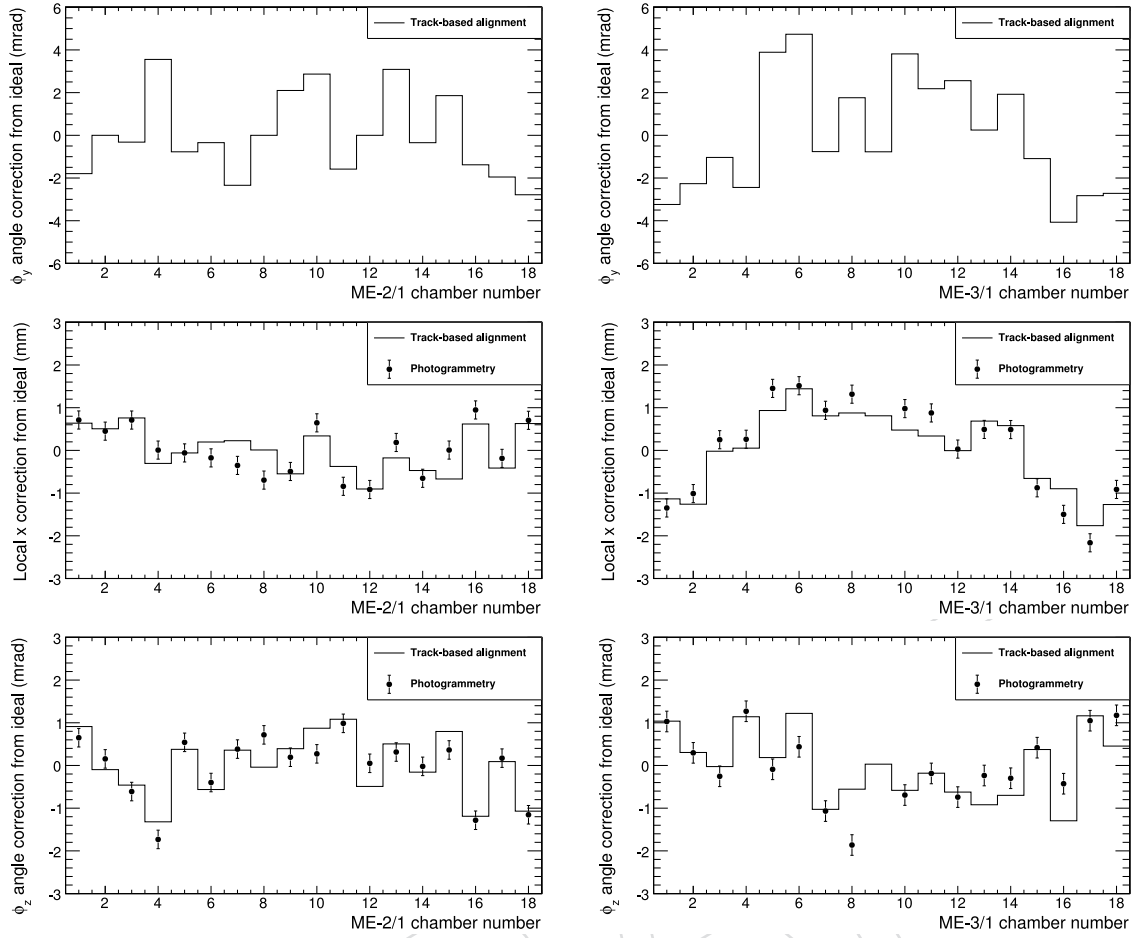 φy angle correction from ideal (mrad)
6
4
2
0
-2
-4
-6
Track-based alignment
2 4 6 8 10 12 14 16 18
ME-2/1 chamber number
φy angle correction from ideal (mrad)
6
4
2
0
-2
-4
-6
Track-based alignment
2 4 6 8 10 12 14 16 18
ME-3/1 chamber number
Local x correction from ideal (mm)
3
2
1
0
-1
-2
-3
Track-based alignment
Photogrammetry
2 4 6 8 10 12 14 16 18
ME-2/1 chamber number
Local x correction from ideal (mm)
3
2
1
0
-1
-2
-3
Track-based alignment
Photogrammetry
2 4 6 8 10 12 14 16 18
ME-3/1 chamber number
φz angle correction from ideal (mrad)
3
2
1
0
-1
-2
-3
Track-based alignment
Photogrammetry
2 4 6 8 10 12 14 16 18
ME-2/1 chamber number
φz angle correction from ideal (mrad)
3
2
1
0
-1
-2
-3
Track-based alignment
Photogrammetry
2 4 6 8 10 12 14 16 18
ME-3/1 chamber number